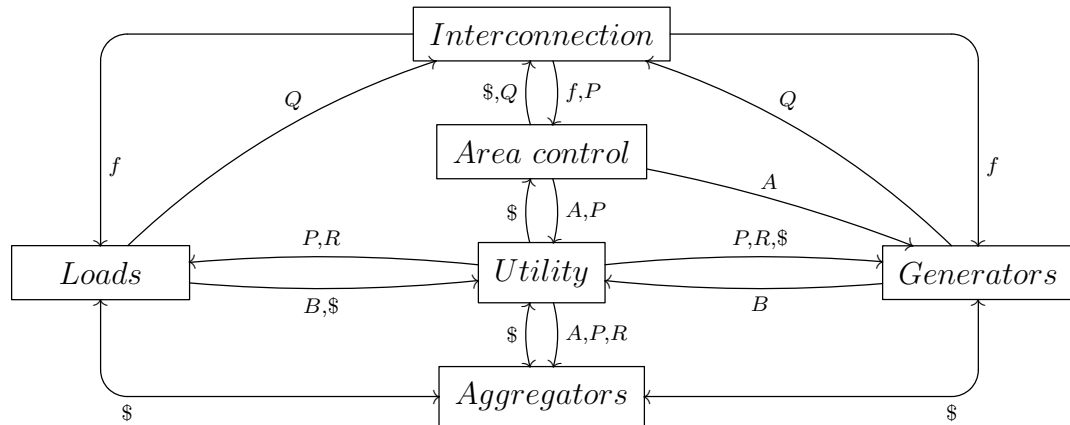 Interconnection
Q
$,Q
f,P
Q
Area control
f
A
f
$
A,P
P,R
P,R,$
Loads
Utility
Generators
B,$
B
$
A,P,R
Aggregators
$
$